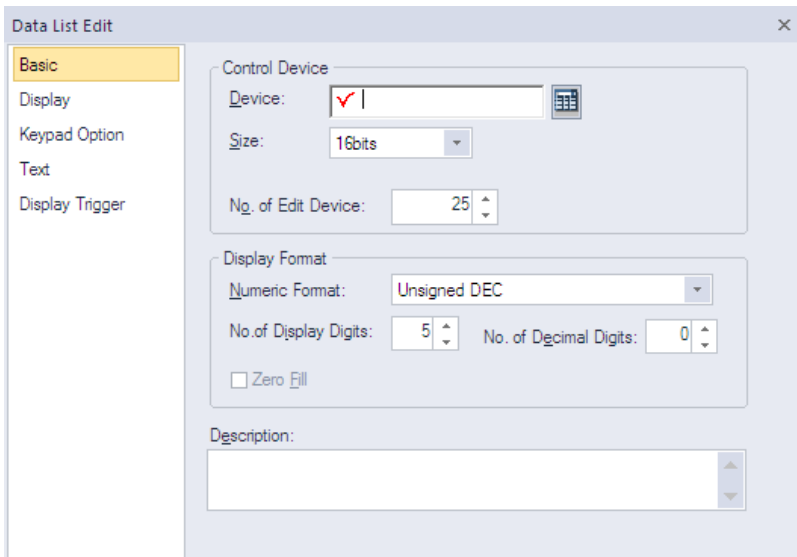 Data List Edit
Basic
Display
Keypad Option
Text
Display Trigger
Control Device
Device:
Size: 16bits
No. of Edit Device: 25
Display Format
Numeric Format: Unsigned DEC
No.of Display Digits: 5 No. of Decimal Digits: 0
Zero Fill
Description: